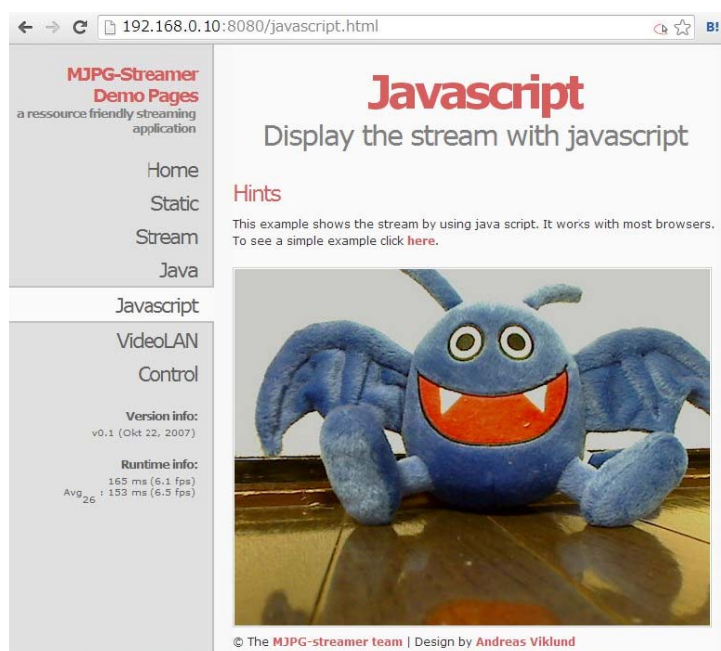 192.168.0.10:8080/javascript.html
B!
MJPG-Streamer
Demo Pages
a ressource friendly streaming
application
Home
Static
Stream
Java
Javascript
VideoLAN
Control
Version info:
v0.1 (Okt 22, 2007)
Runtime info:
165 ms (6.1 fps)
Avg26 : 153 ms (6.5 fps)
Javascript
Display the stream with javascript
Hints
This example shows the stream by using java script. It works with most browsers.
To see a simple example click here.
© The MJPG-streamer team | Design by Andreas Viklund